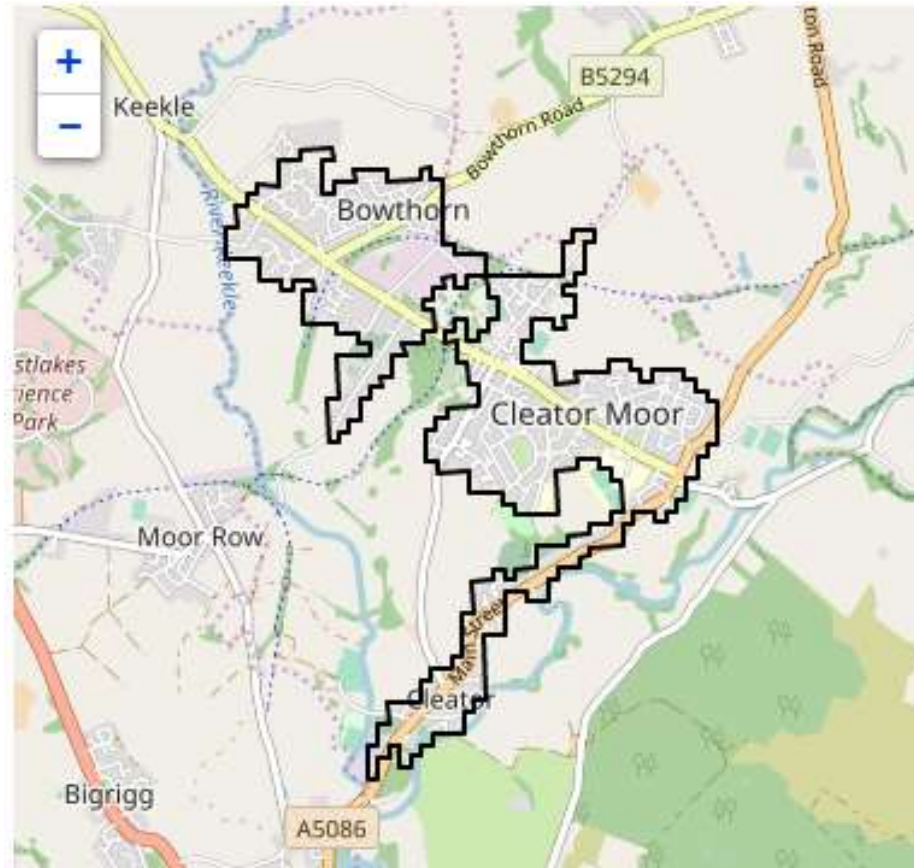 +
−
Keekle
B5294
ton Road
Bowthorn Road
Bowthorn
River Keekle
stlakes
ience
Park
Cleator Moor
Moor Row
Main Street
Cleator
Bigrigg
A5086